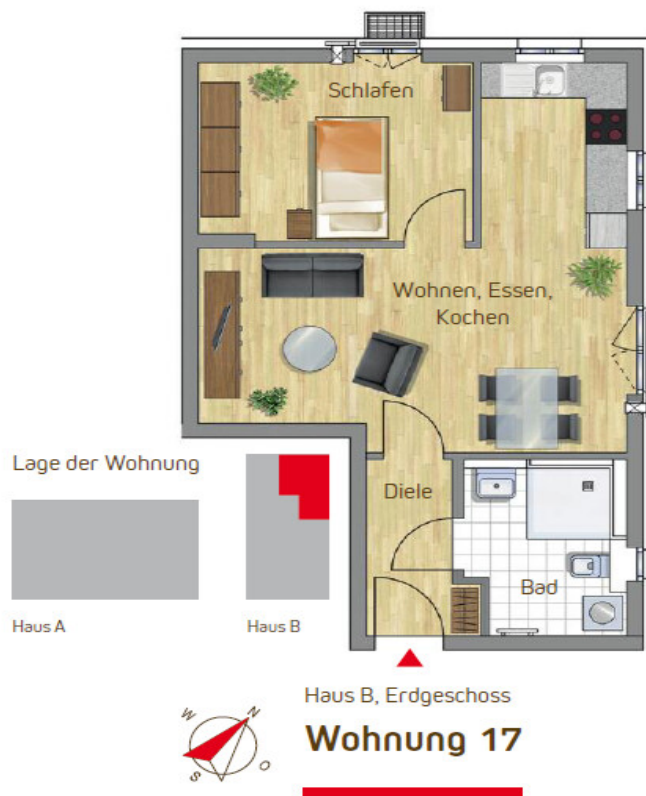 Schlafen
Wohnen, Essen,
Kochen
Lage der Wohnung
Diele
Bad
Haus A
Haus B
Haus B, Erdgeschoss
Wohnung 17
W
N
S
O